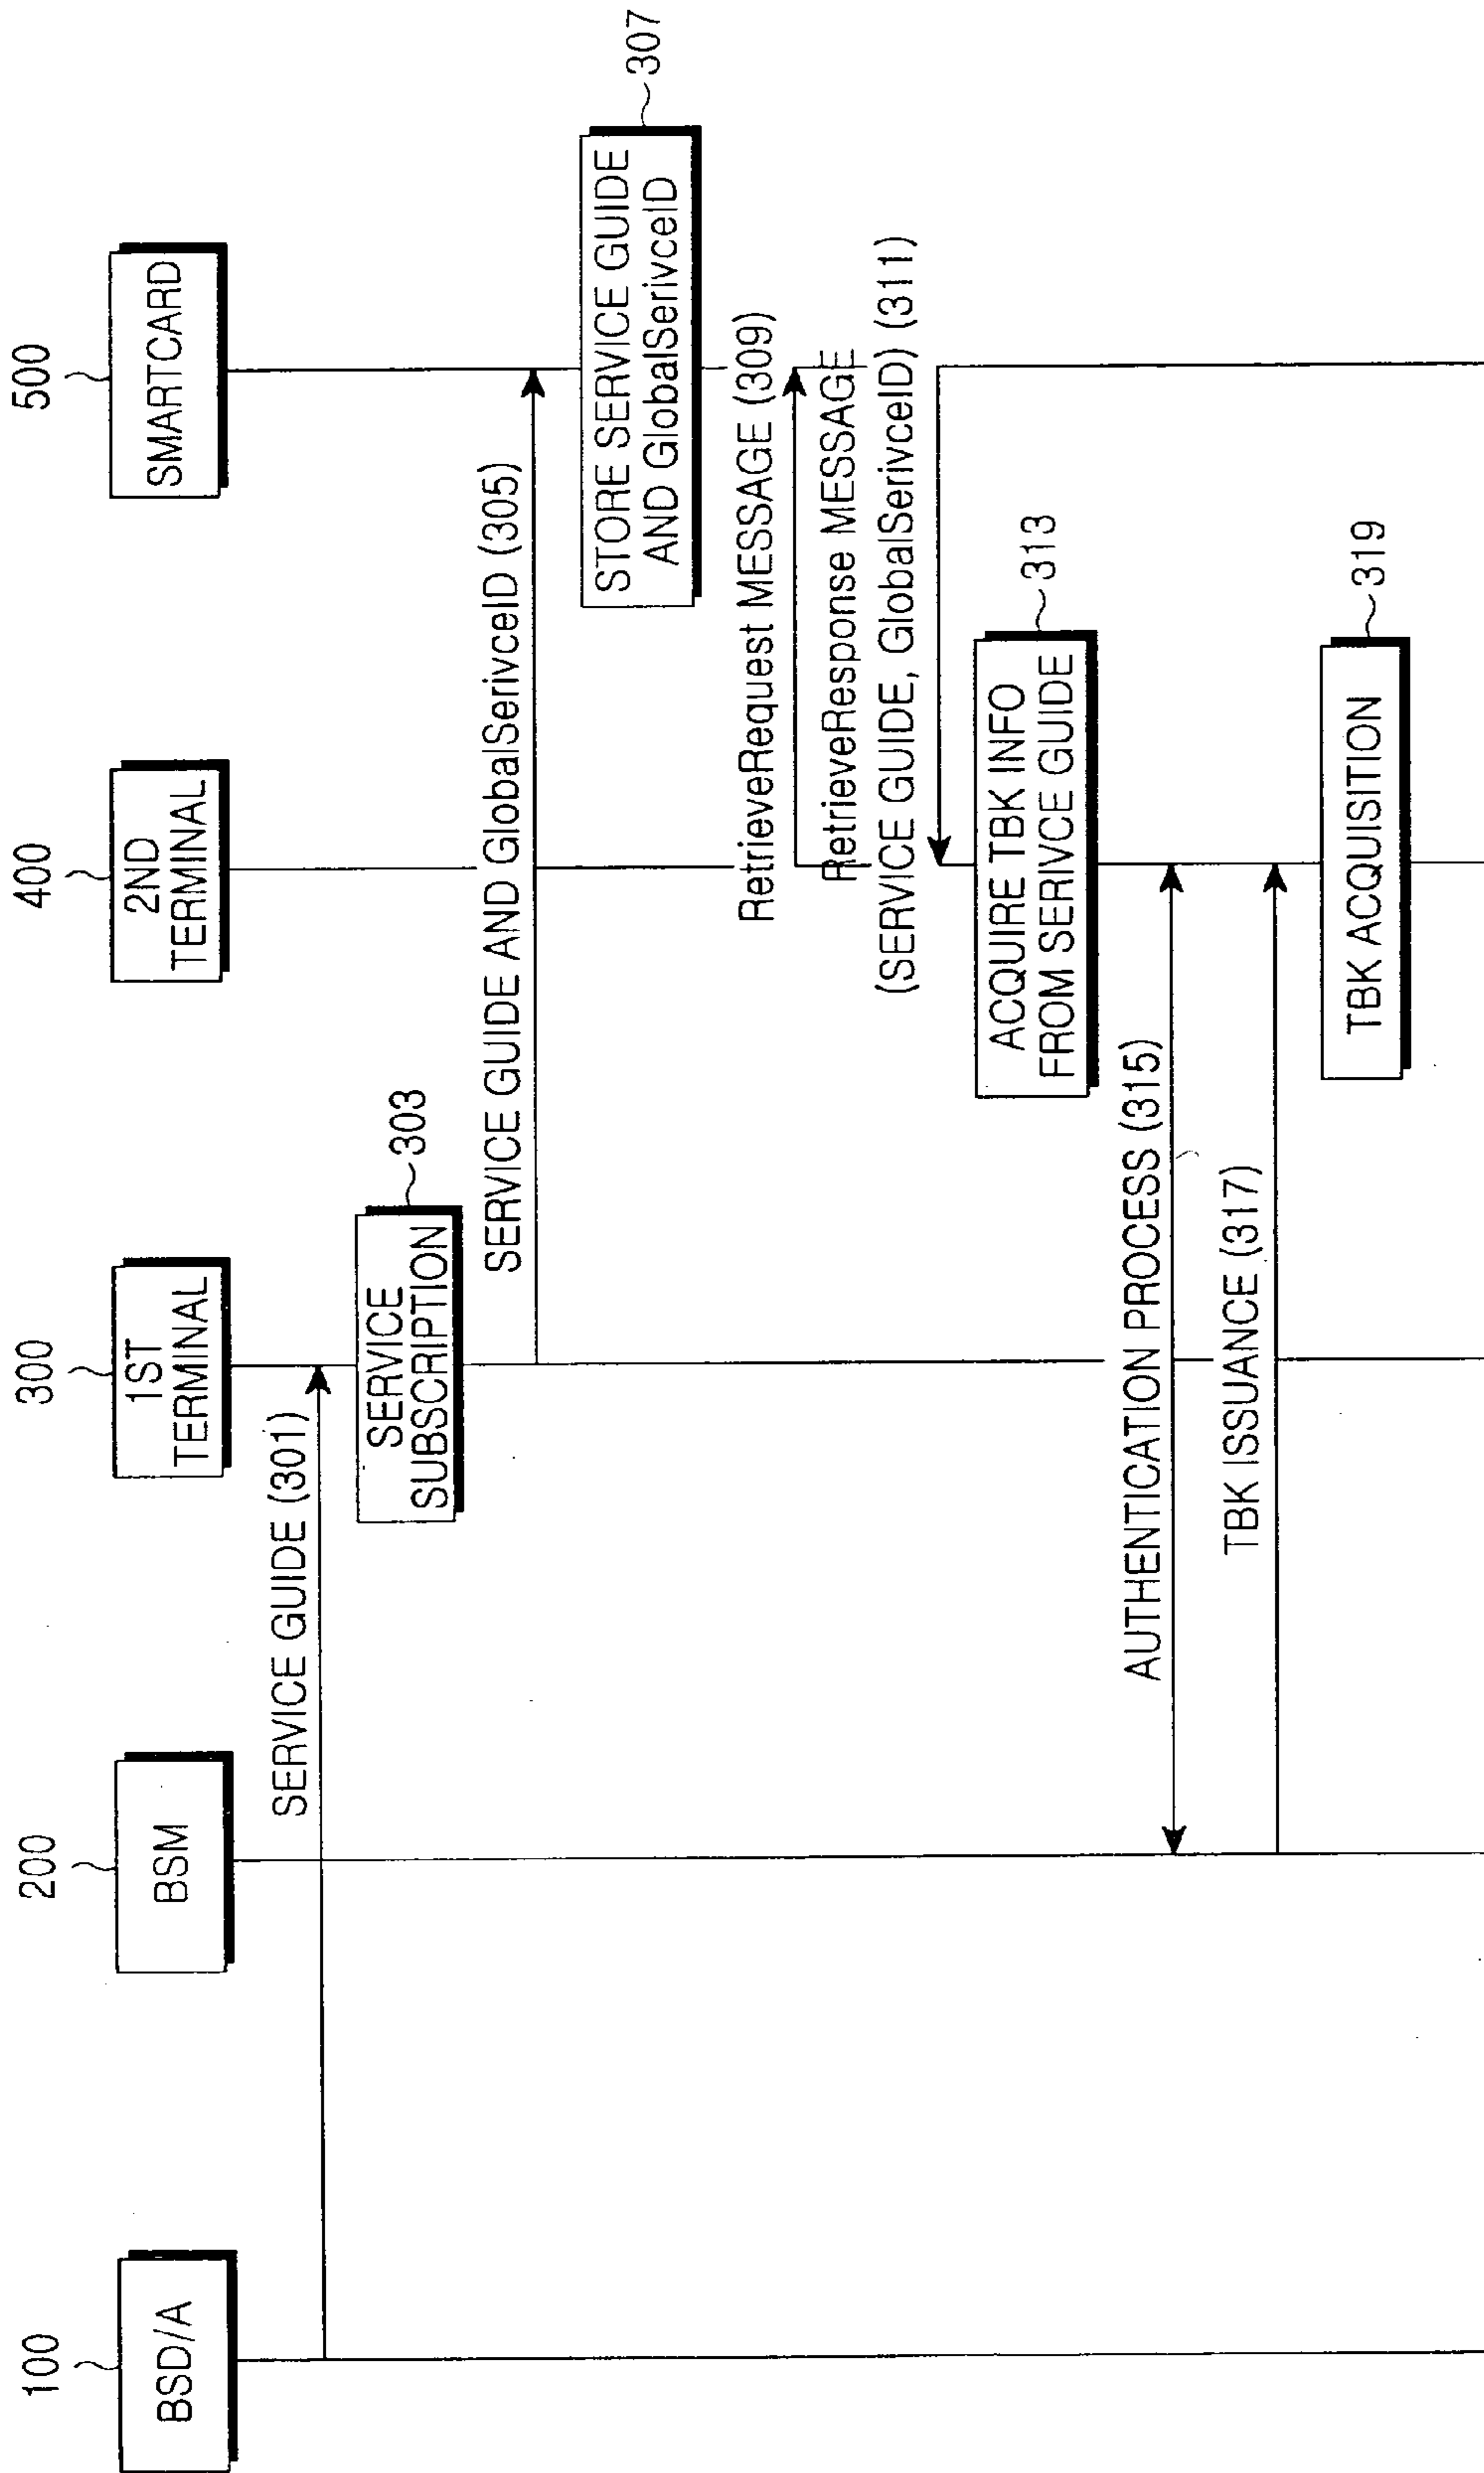 100
BSD/A
200
BSM
300
1ST
TERMINAL
400
2ND
TERMINAL
500
SMARTCARD
SERVICE GUIDE (301)
SERVICE
SUBSCRIPTION
303
SERVICE GUIDE AND GlobalSerivceID (305)
STORE SERVICE GUIDE
AND GlobalSerivceID
307
RetrieveRequest MESSAGE (309)
RetrieveResponse MESSAGE
(SERVICE GUIDE, GlobalSerivceID) (311)
ACQUIRE TBK INFO
FROM SERIVCE GUIDE
313
AUTHENTICATION PROCESS (315)
TBK ISSUANCE (317)
TBK ACQUISITION
319